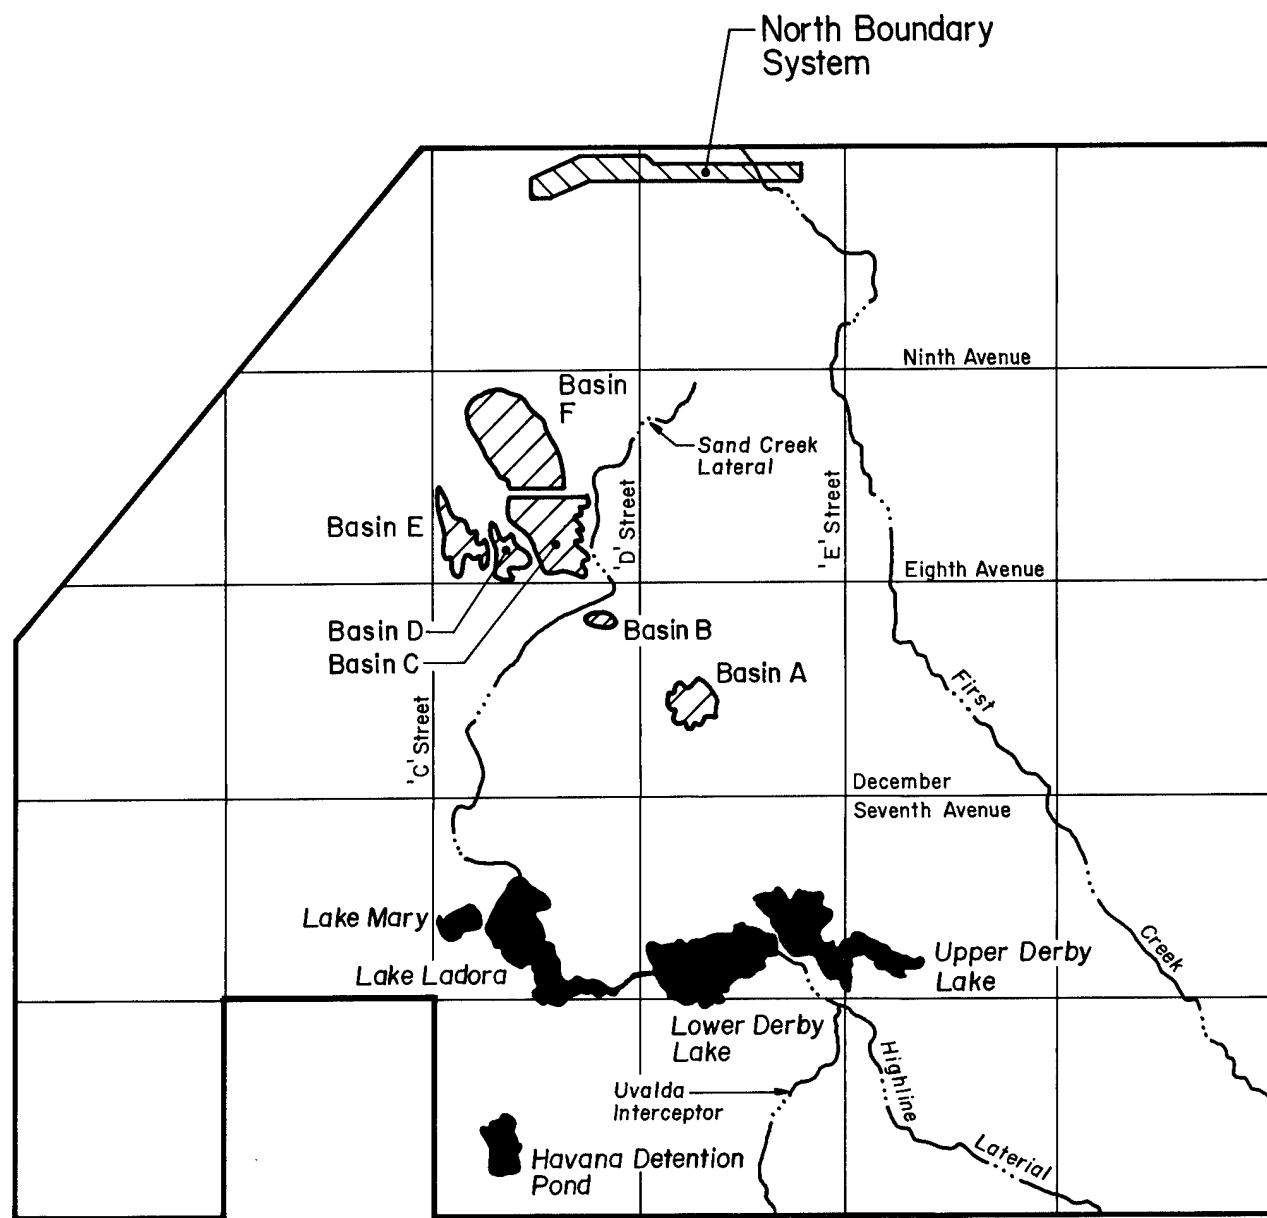 North Boundary
System
Ninth Avenue
Basin
F
Sand Creek
Lateral
'D' Street
'E' Street
Basin E
Eighth Avenue
Basin D
Basin B
Basin C
Basin A
First
'C' Street
December
Seventh Avenue
Lake Mary
Creek
Upper Derby
Lake
Lake Ladora
Lower Derby
Lake
Highline
Uvalda
Interceptor
Laterial
Havana Detention
Pond